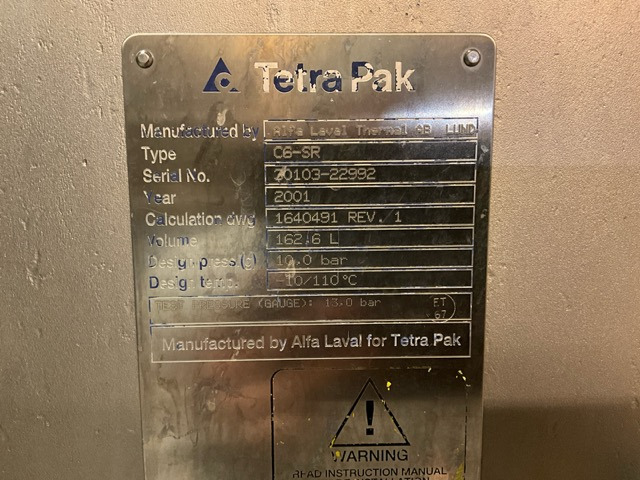 Tetra Pak
Manufactured by Alfa Laval Thermal AB LUND
Type C6-SR
Serial No. 30103-22992
Year 2001
Calculation dwg 1640491 REV. 1
Volume 162.6 L
Design press.(g) 10.0 bar
Design temp. -10/110°C
TEST PRESSURE (GAUGE): 13.0 bar
ET
67
Manufactured by Alfa Laval for Tetra Pak
WARNING
READ INSTRUCTION MANUAL